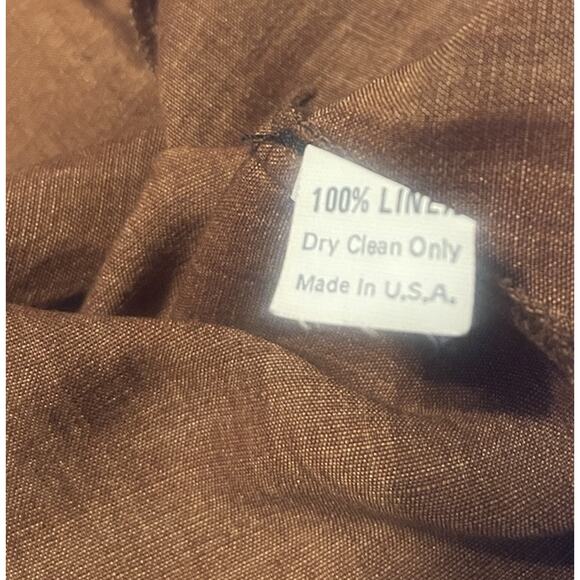 100% LINEN
Dry Clean Only
Made In U.S.A.